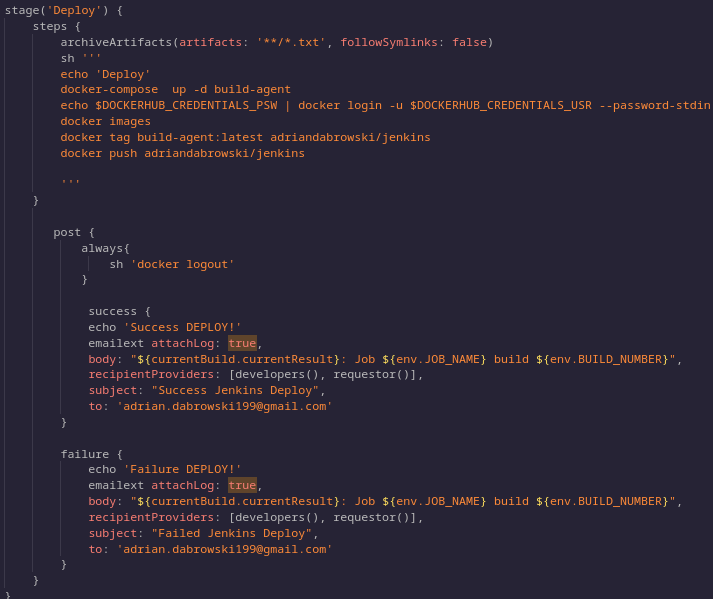 stage('Deploy') {
steps {
archiveArtifacts(artifacts: '**/*.txt', followSymlinks: false)
sh '''
echo 'Deploy'
docker-compose  up -d build-agent
echo $DOCKERHUB_CREDENTIALS_PSW | docker login -u $DOCKERHUB_CREDENTIALS_USR --password-stdin
docker images
docker tag build-agent:latest adriandabrowski/jenkins
docker push adriandabrowski/jenkins
'''
}
post {
always{
sh 'docker logout'
}
success {
echo 'Success DEPLOY!'
emailext attachLog: true,
body: "${currentBuild.currentResult}: Job ${env.JOB_NAME} build ${env.BUILD_NUMBER}",
recipientProviders: [developers(), requestor()],
subject: "Success Jenkins Deploy",
to: 'adrian.dabrowski199@gmail.com'
}
failure {
echo 'Failure DEPLOY!'
emailext attachLog: true,
body: "${currentBuild.currentResult}: Job ${env.JOB_NAME} build ${env.BUILD_NUMBER}",
recipientProviders: [developers(), requestor()],
subject: "Failed Jenkins Deploy",
to: 'adrian.dabrowski199@gmail.com'
}
}
}